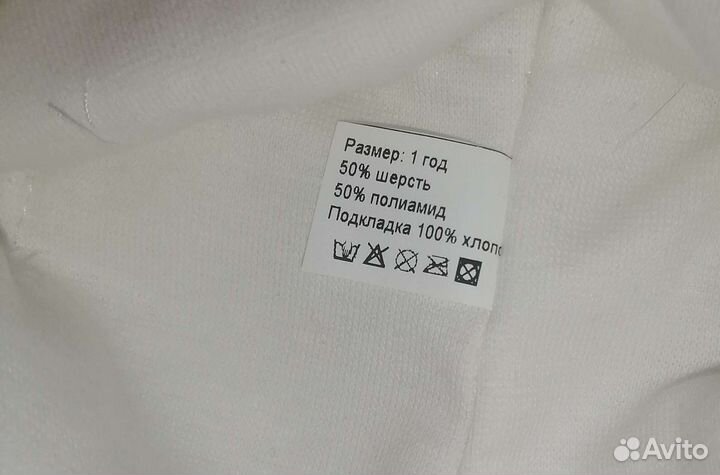 Размер: 1 год
50% шерсть
50% полиамид
Подкладка 100% хлопо
Avito